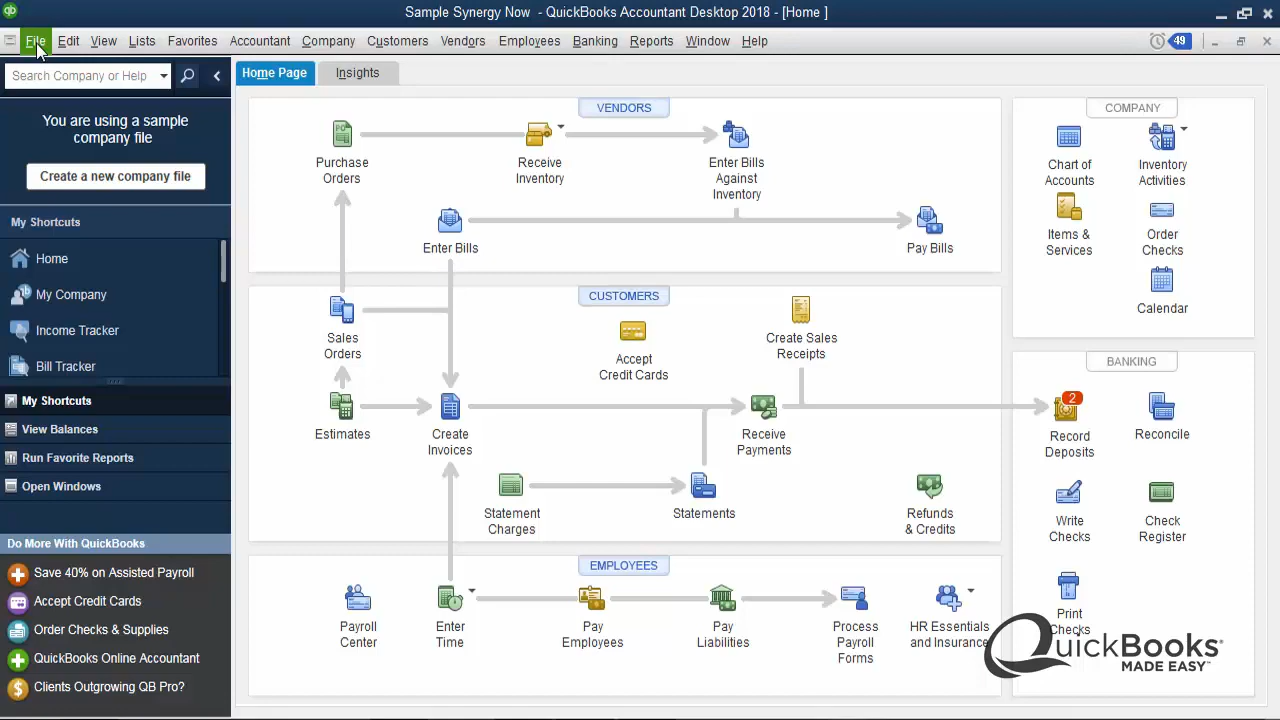 qb
Sample Synergy Now - QuickBooks Accountant Desktop 2018 - [Home ]
File Edit View Lists Favorites Accountant Company Customers Vendors Employees Banking Reports Window Help
49
Search Company or Help
Home Page Insights
You are using a sample
company file
Create a new company file
My Shortcuts
Home
My Company
Income Tracker
Bill Tracker
My Shortcuts
View Balances
Run Favorite Reports
Open Windows
Do More With QuickBooks
Save 40% on Assisted Payroll
Accept Credit Cards
Order Checks & Supplies
QuickBooks Online Accountant
Clients Outgrowing QB Pro?
VENDORS
Purchase
Orders
Receive
Inventory
Enter Bills
Against
Inventory
Enter Bills
Pay Bills
CUSTOMERS
Sales
Orders
Accept
Credit Cards
Create Sales
Receipts
Estimates
Create
Invoices
Receive
Payments
Statement
Charges
Statements
Refunds
& Credits
EMPLOYEES
Payroll
Center
Enter
Time
Pay
Employees
Pay
Liabilities
Process
Payroll
Forms
HR Essentials
and Insurance
COMPANY
Chart of
Accounts
Inventory
Activities
Items &
Services
Order
Checks
Calendar
BANKING
2
Record
Deposits
Reconcile
Write
Checks
Check
Register
Print
Checks
QuickBooks
MADE EASY™